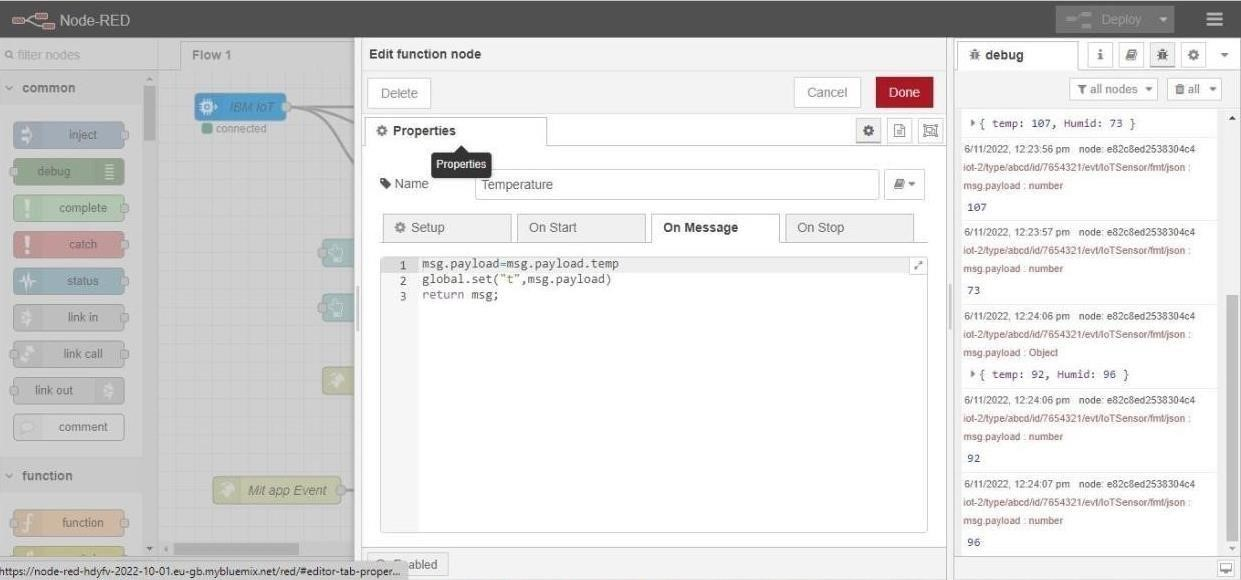 Node-RED
Deploy
filter nodes
common
inject
debug
complete
catch
status
link in
link call
link out
comment
function
function
Flow 1
IBM IoT
connected
Mit app Event
Edit function node
Delete
Cancel
Done
Properties
Properties
Name
Temperature
Setup
On Start
On Message
On Stop
1 msg.payload=msg.payload.temp
2 global.set("t",msg.payload)
3 return msg;
debug
all nodes
all
{ temp: 107, Humid: 73 }
6/11/2022, 12:23:56 pm node: e82c8ed2538304c4
iot-2/type/abcd/id/7654321/evt/IoTSensor/fmt/json :
msg.payload : number
107
6/11/2022, 12:23:57 pm node: e82c8ed2538304c4
iot-2/type/abcd/id/7654321/evt/IoTSensor/fmt/json :
msg.payload : number
73
6/11/2022, 12:24:06 pm node: e82c8ed2538304c4
iot-2/type/abcd/id/7654321/evt/IoTSensor/fmt/json :
msg.payload : Object
{ temp: 92, Humid: 96 }
6/11/2022, 12:24:06 pm node: e82c8ed2538304c4
iot-2/type/abcd/id/7654321/evt/IoTSensor/fmt/json :
msg.payload : number
92
6/11/2022, 12:24:07 pm node: e82c8ed2538304c4
iot-2/type/abcd/id/7654321/evt/IoTSensor/fmt/json :
msg.payload : number
96
https://node-red-hdyfv-2022-10-01.eu-gb.mybluemix.net/red/#editor-tab-proper...